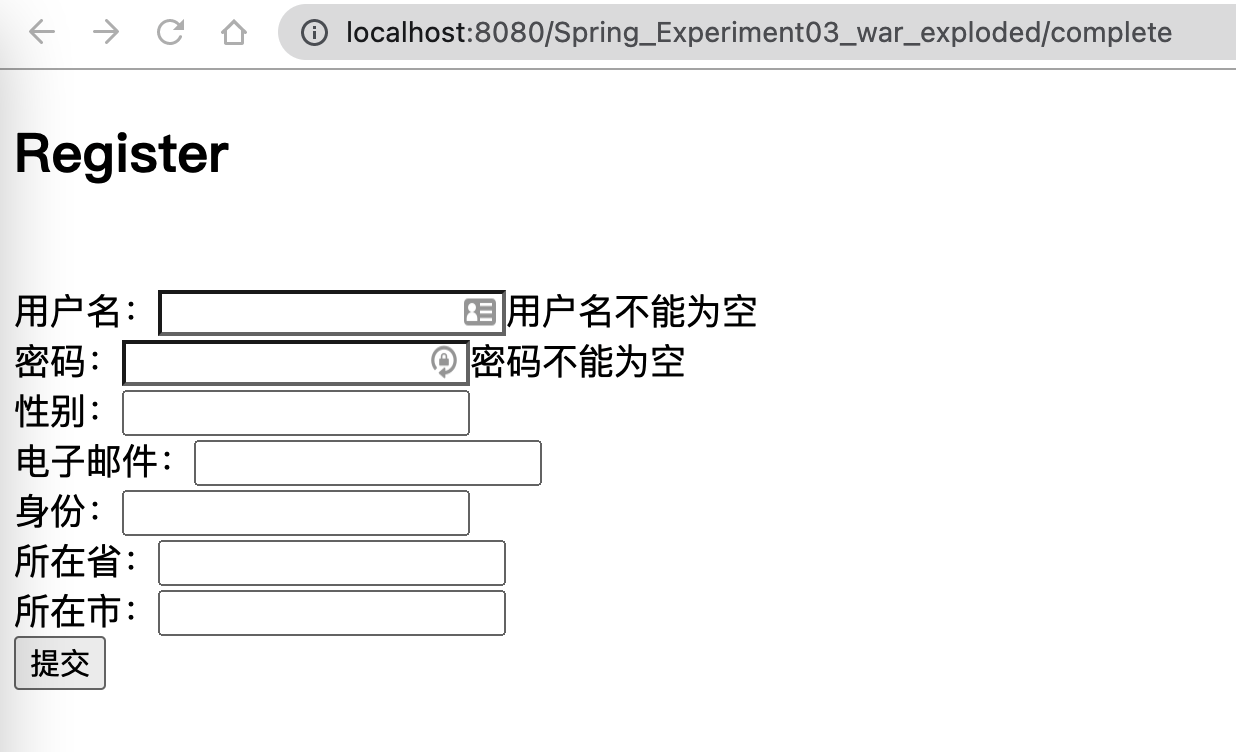 localhost:8080/Spring_Experiment03_war_exploded/complete
Register
用户名：用户名不能为空
密码：密码不能为空
性别：
电子邮件：
身份：
所在省：
所在市：
提交